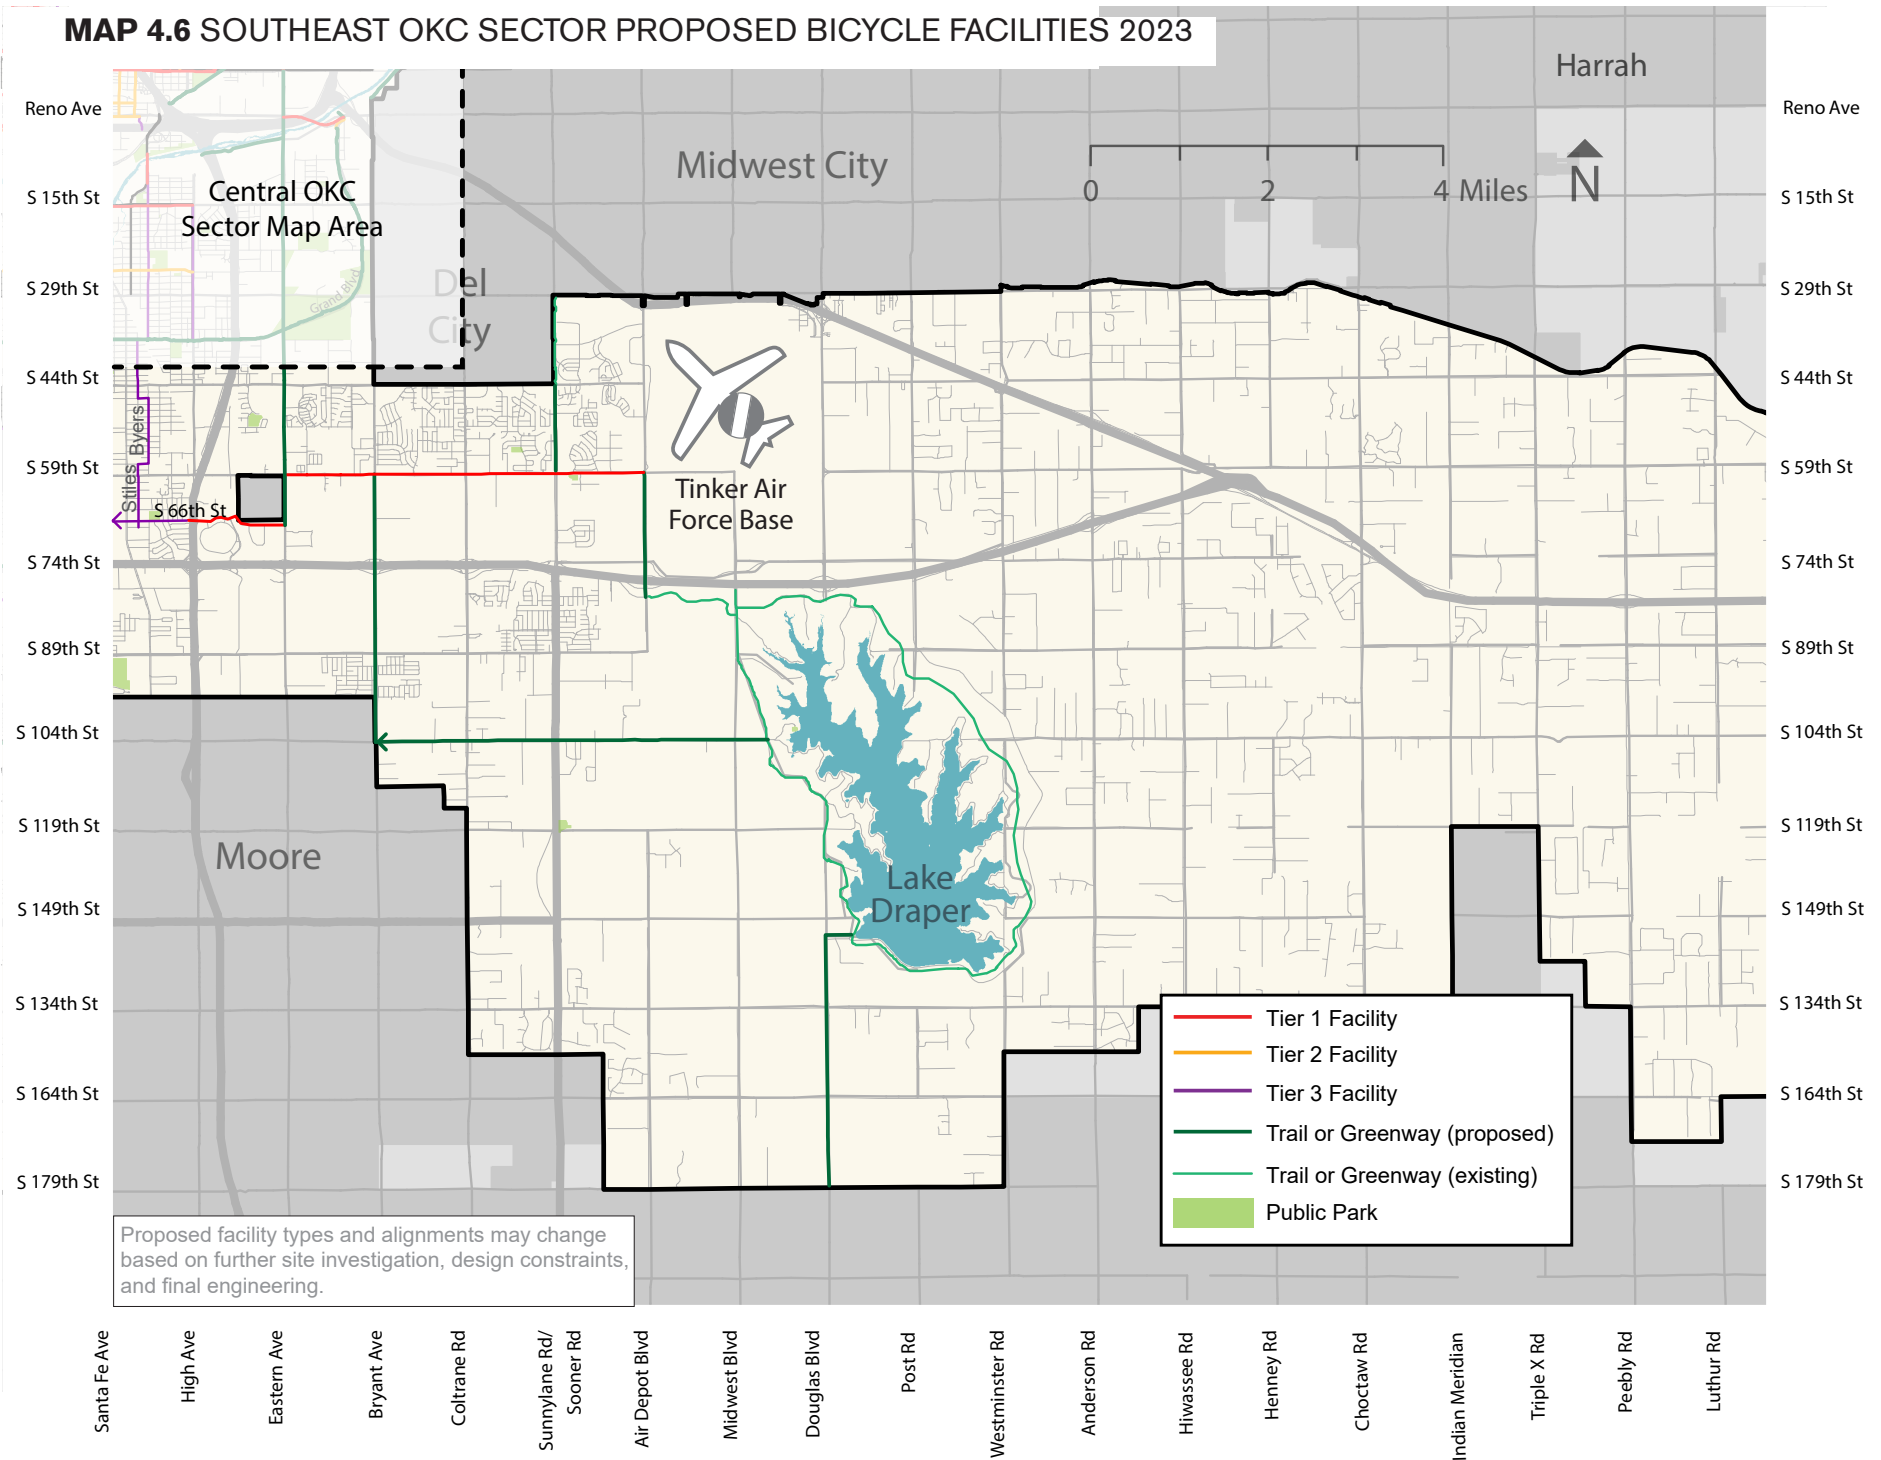 MAP 4.6 SOUTHEAST OKC SECTOR PROPOSED BICYCLE FACILITIES 2023
Harrah
Reno Ave
Reno Ave
Midwest City
0
2
4 Miles
N
Central OKC
Sector Map Area
S 15th St
S 15th St
Del
City
Grand Blvd
S 29th St
S 29th St
S 44th St
S 44th St
Stiles
Byers
S 59th St
S 59th St
S 66th St
Tinker Air
Force Base
S 74th St
S 74th St
S 89th St
S 89th St
S 104th St
S 104th St
S 119th St
S 119th St
Moore
Lake
Draper
S 149th St
S 149th St
S 134th St
S 134th St
S 164th St
S 164th St
S 179th St
S 179th St
Tier 1 Facility
Tier 2 Facility
Tier 3 Facility
Trail or Greenway (proposed)
Trail or Greenway (existing)
Public Park
Proposed facility types and alignments may change
based on further site investigation, design constraints,
and final engineering.
Santa Fe Ave
High Ave
Eastern Ave
Bryant Ave
Coltrane Rd
Sunnylane Rd/
Sooner Rd
Air Depot Blvd
Midwest Blvd
Douglas Blvd
Post Rd
Westminster Rd
Anderson Rd
Hiwassee Rd
Henney Rd
Choctaw Rd
Indian Meridian
Triple X Rd
Peebly Rd
Luthur Rd